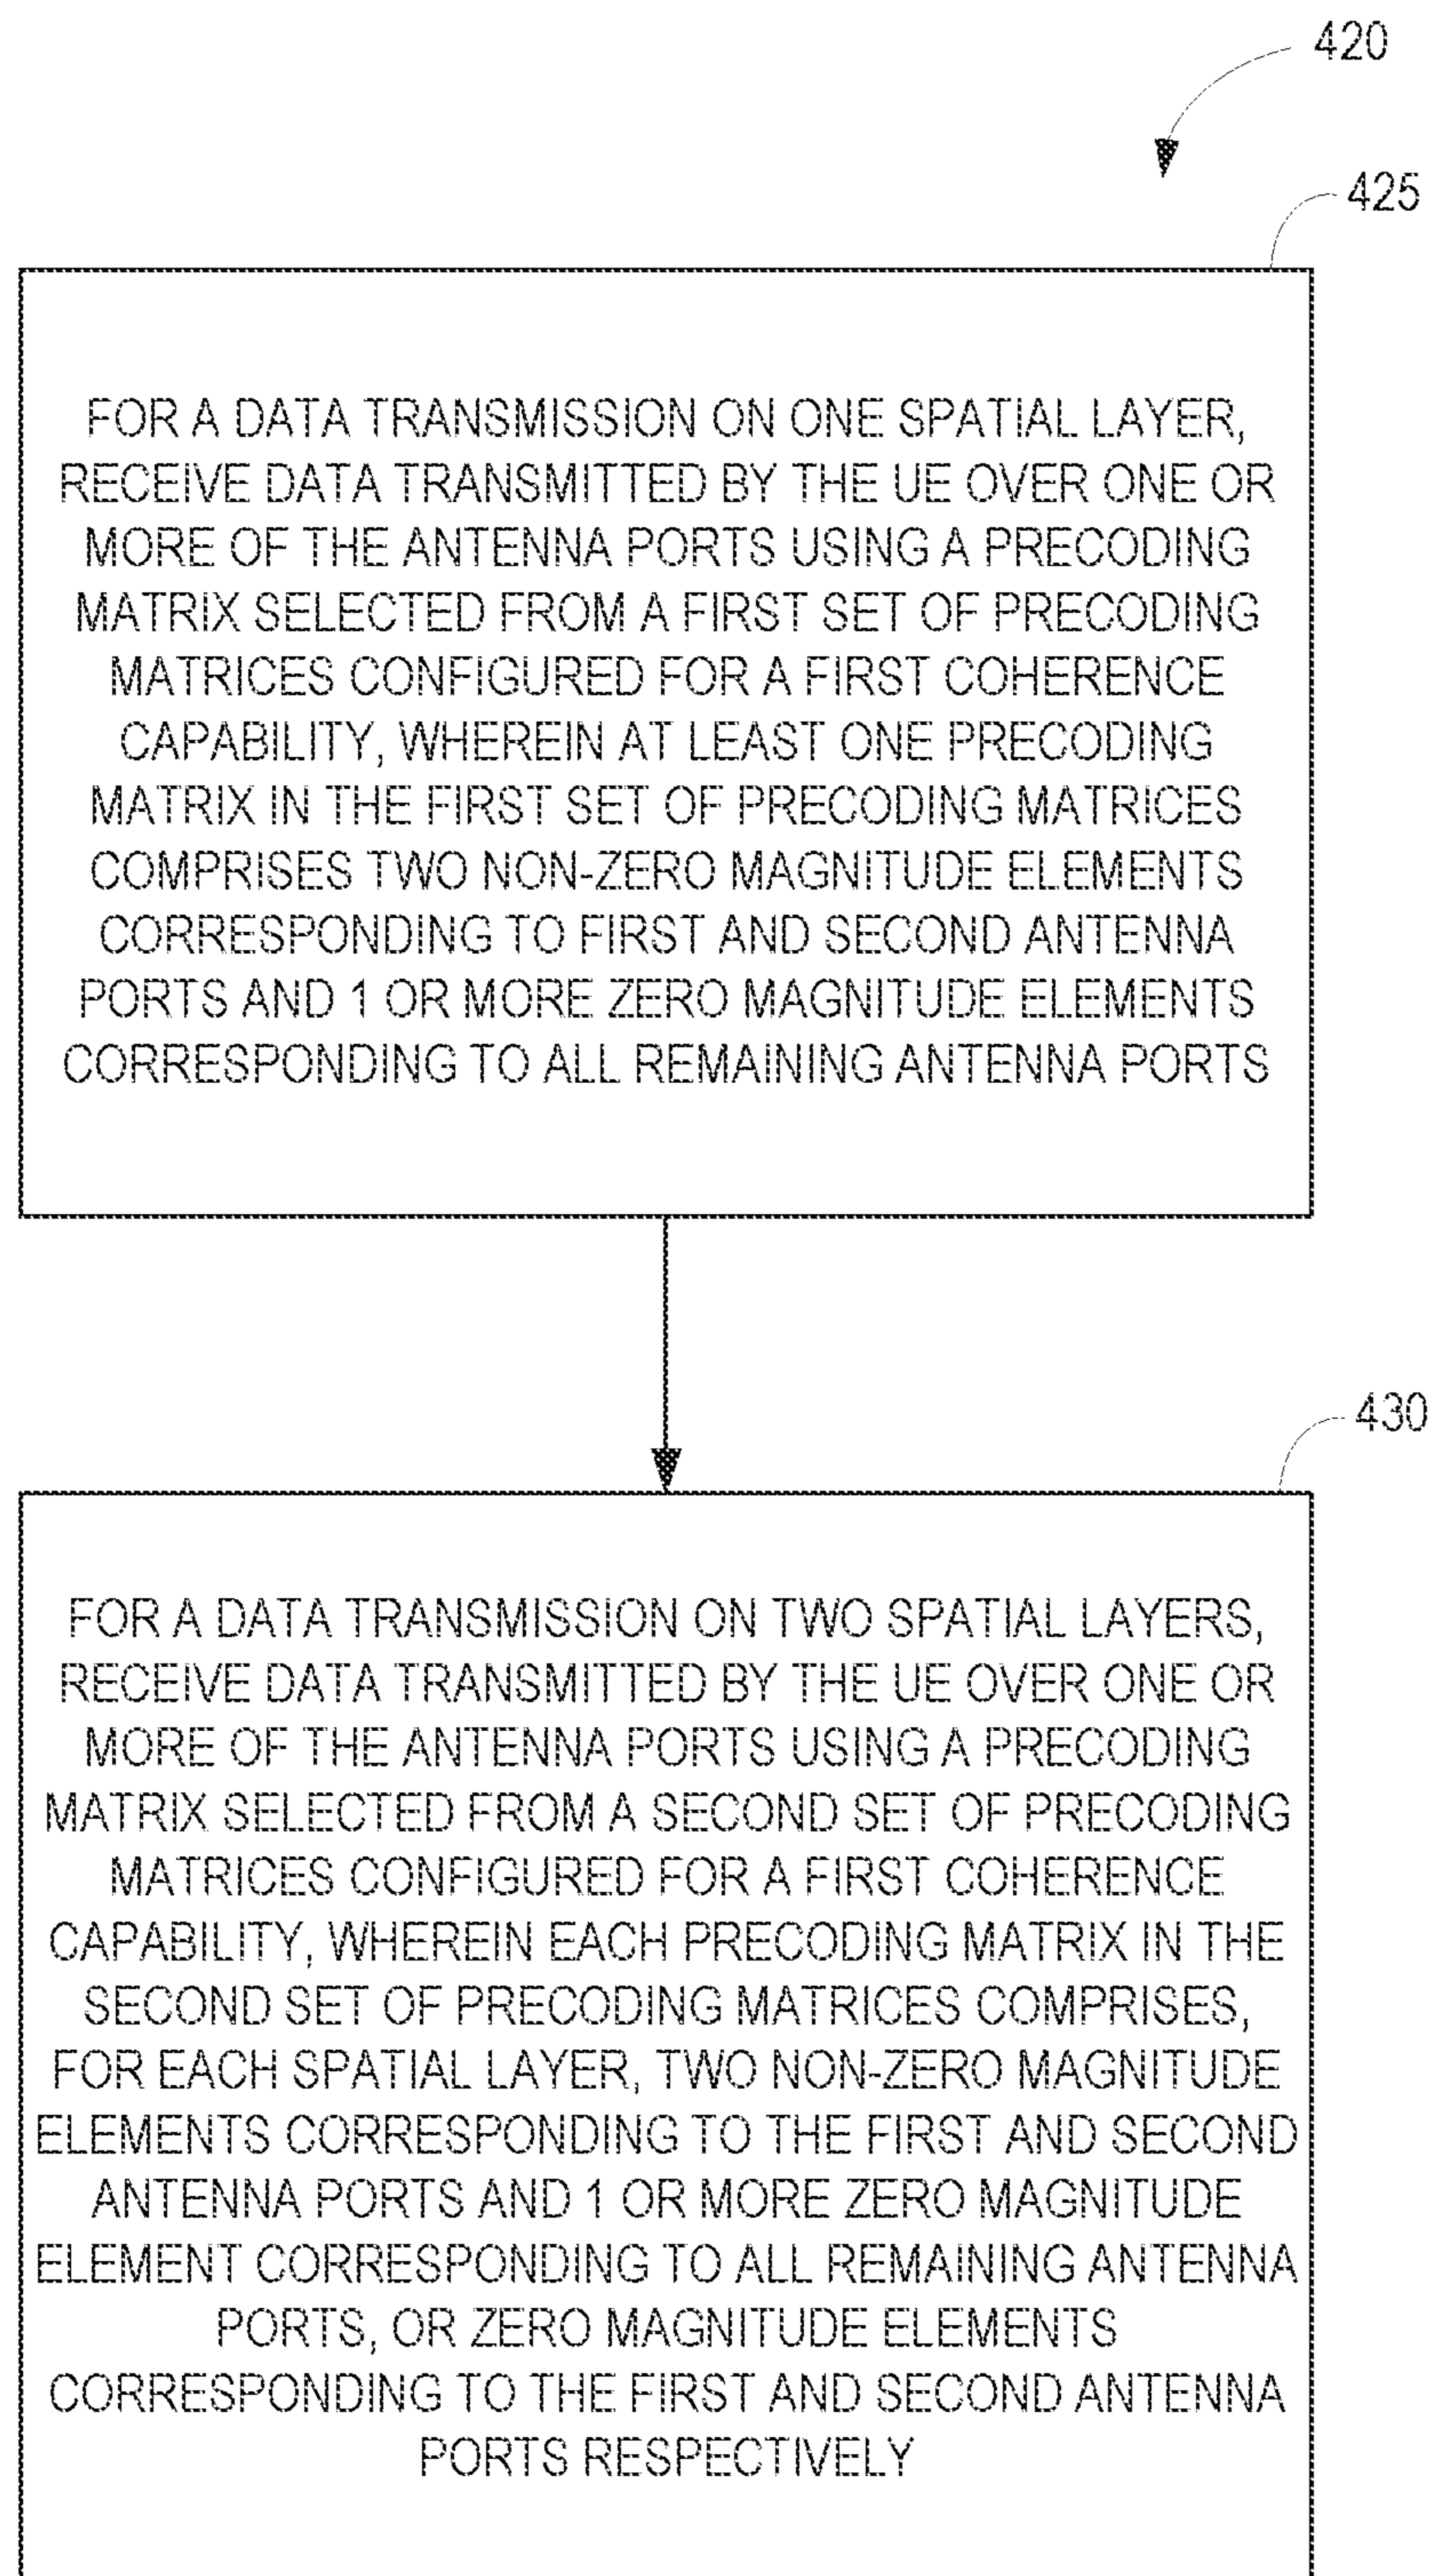 420
425
FOR A DATA TRANSMISSION ON ONE SPATIAL LAYER,
RECEIVE DATA TRANSMITTED BY THE UE OVER ONE OR
MORE OF THE ANTENNA PORTS USING A PRECODING
MATRIX SELECTED FROM A FIRST SET OF PRECODING
MATRICES CONFIGURED FOR A FIRST COHERENCE
CAPABILITY, WHEREIN AT LEAST ONE PRECODING
MATRIX IN THE FIRST SET OF PRECODING MATRICES
COMPRISES TWO NON-ZERO MAGNITUDE ELEMENTS
CORRESPONDING TO FIRST AND SECOND ANTENNA
PORTS AND 1 OR MORE ZERO MAGNITUDE ELEMENTS
CORRESPONDING TO ALL REMAINING ANTENNA PORTS
430
FOR A DATA TRANSMISSION ON TWO SPATIAL LAYERS,
RECEIVE DATA TRANSMITTED BY THE UE OVER ONE OR
MORE OF THE ANTENNA PORTS USING A PRECODING
MATRIX SELECTED FROM A SECOND SET OF PRECODING
MATRICES CONFIGURED FOR A FIRST COHERENCE
CAPABILITY, WHEREIN EACH PRECODING MATRIX IN THE
SECOND SET OF PRECODING MATRICES COMPRISES,
FOR EACH SPATIAL LAYER, TWO NON-ZERO MAGNITUDE
ELEMENTS CORRESPONDING TO THE FIRST AND SECOND
ANTENNA PORTS AND 1 OR MORE ZERO MAGNITUDE
ELEMENT CORRESPONDING TO ALL REMAINING ANTENNA
PORTS, OR ZERO MAGNITUDE ELEMENTS
CORRESPONDING TO THE FIRST AND SECOND ANTENNA
PORTS RESPECTIVELY